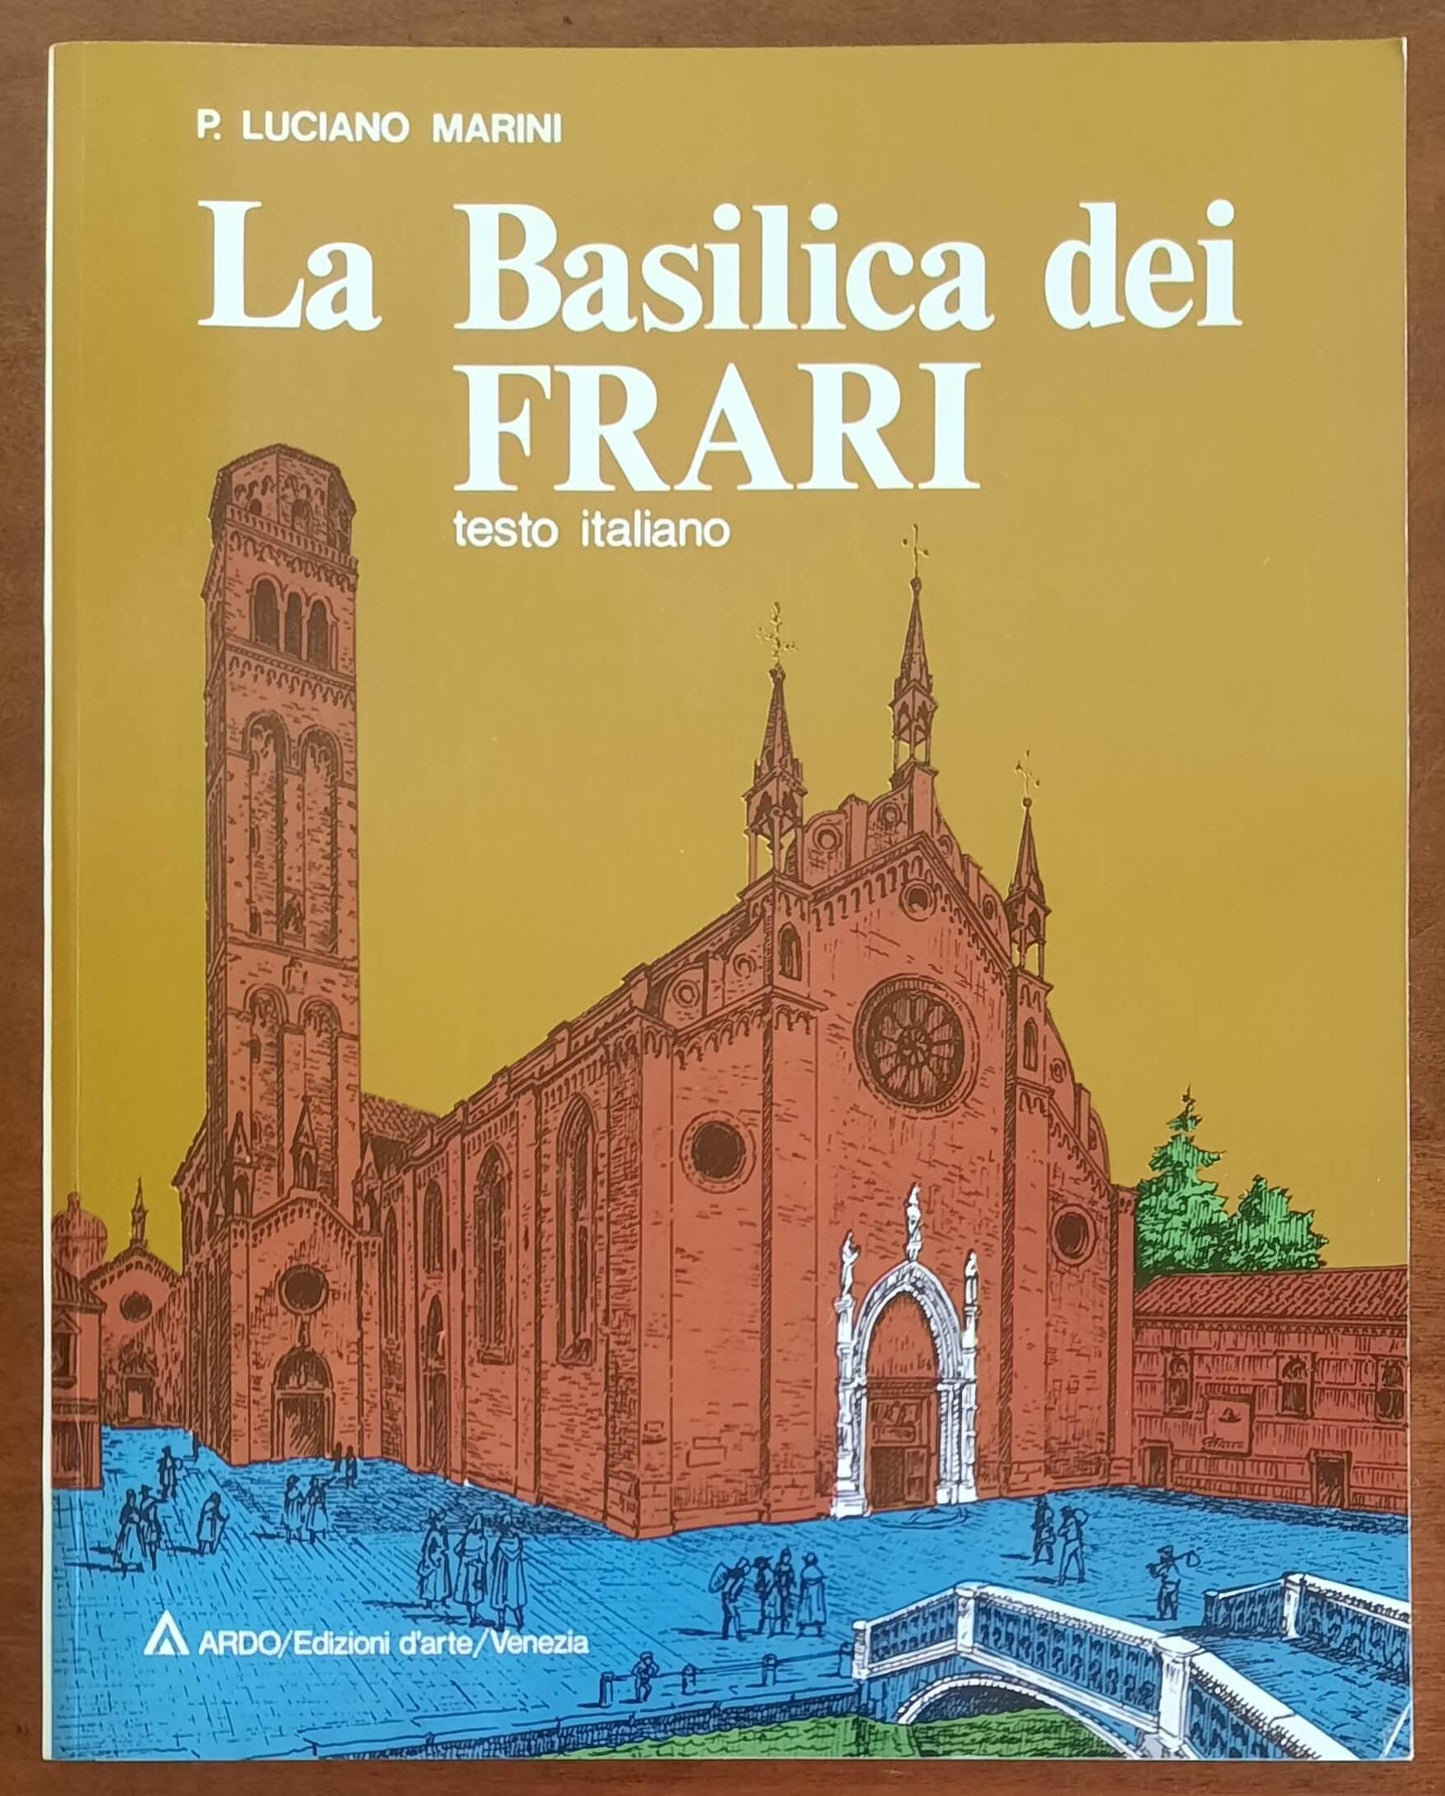 P. LUCIANO MARINI
La Basilica dei
FRARI
testo italiano
ARDO/Edizioni d'arte/Venezia